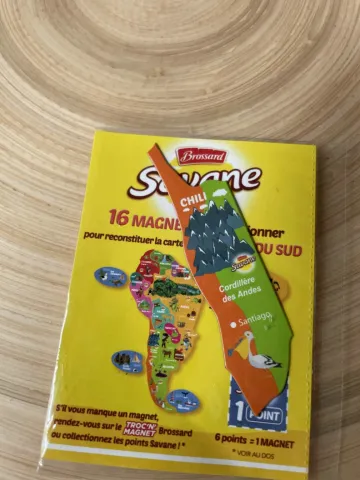 Brossard
Savane
CHILI
16 MAGNE
onner
pour reconstituer la carte
DU SUD
Savane
Cordillère
des Andes
Santiago
S'il vous manque un magnet,
rendez-vous sur le TROC'N' MAGNET Brossard
ou collectionnez les points Savane !*
1 POINT
6 points = 1 MAGNET
* VOIR AU DOS